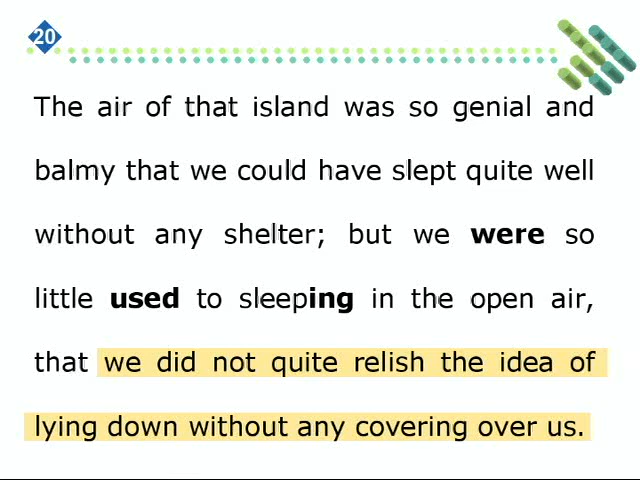 20
The air of that island was so genial and
balmy that we could have slept quite well
without any shelter; but we were so
little used to sleeping in the open air,
that we did not quite relish the idea of
lying down without any covering over us.